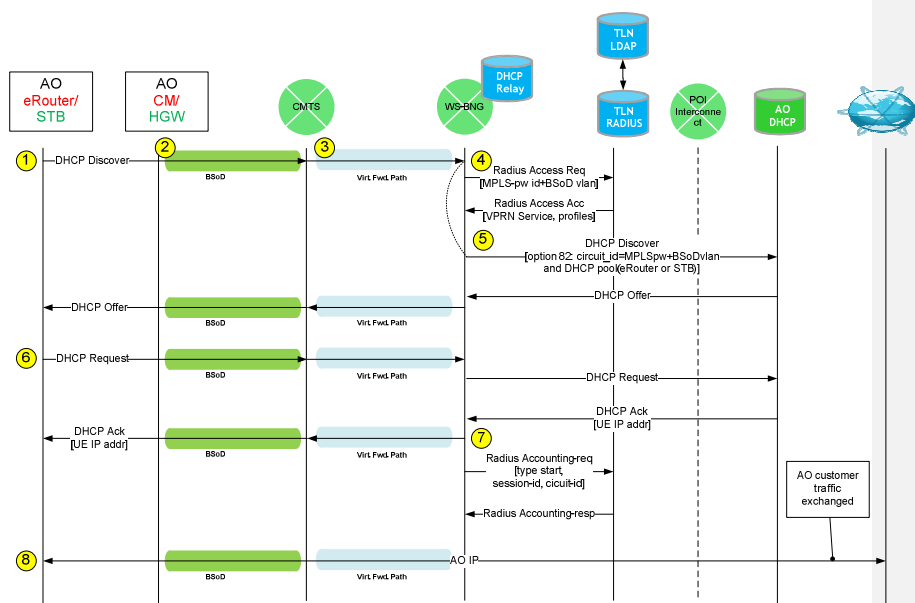 TLN
LDAP
DHCP
Relay
AO
eRouter/
STB
AO
CM/
HGW
CMTS
WS-BNG
TLN
RADIUS
POI
Interconne
ct
AO
DHCP
1
DHCP Discover
2
BSoD
3
Virt. Fwd. Path
4
Radius Access Req
[MPLS-pw id+BSoD vlan]
Radius Access Acc
[VPRN Service, profiles]
5
DHCP Discover
[option 82: circuit_id=MPLSpw+BSoDvlan
and DHCP pool(eRouter or STB)]
DHCP Offer
DHCP Offer
BSoD
Virt. Fwd. Path
6
DHCP Request
BSoD
Virt. Fwd. Path
DHCP Request
DHCP Ack
[UE IP addr]
DHCP Ack
[UE IP addr]
BSoD
Virt. Fwd. Path
7
Radius Accounting-req
[type start,
session-id, cicuit-id]
AO customer
traffic
exchanged
Radius Accounting-resp
8
BSoD
Virt. Fwd. Path
AO IP